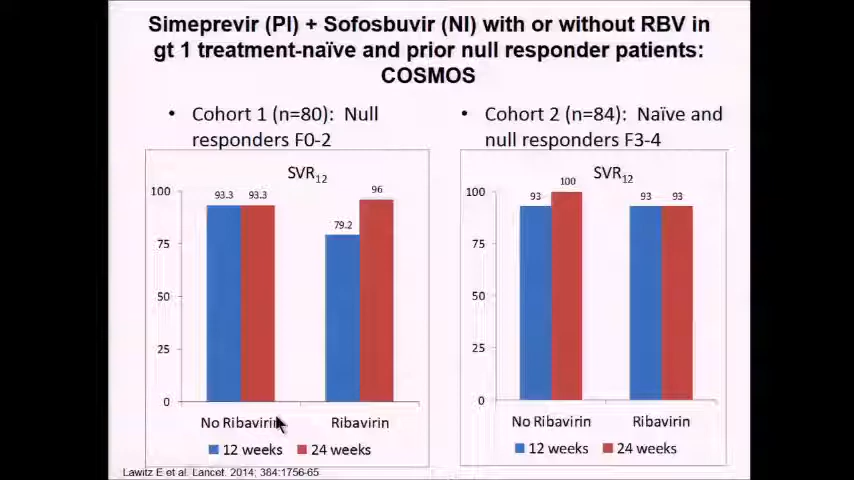 Simeprevir (PI) + Sofosbuvir (NI) with or without RBV in
gt 1 treatment-naïve and prior null responder patients:
COSMOS
• Cohort 1 (n=80): Null
responders F0-2
SVR12
100
75
50
25
0
93.3
93.3
79.2
96
No Ribavirin
Ribavirin
12 weeks
24 weeks
• Cohort 2 (n=84): Naïve and
null responders F3-4
SVR12
100
75
50
25
0
93
100
93
93
No Ribavirin
Ribavirin
12 weeks
24 weeks
Lawitz E et al. Lancet. 2014; 384:1756-65